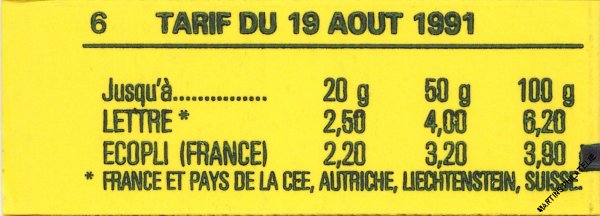 6 TARIF DU 19 AOUT 1991
Jusqu'à................ 20 g 50 g 100 g
LETTRE * 2,50 4,00 6,20
ECOPLI (FRANCE) 2,20 3,20 3,90
* FRANCE ET PAYS DE LA CEE, AUTRICHE, LIECHTENSTEIN, SUISSE.